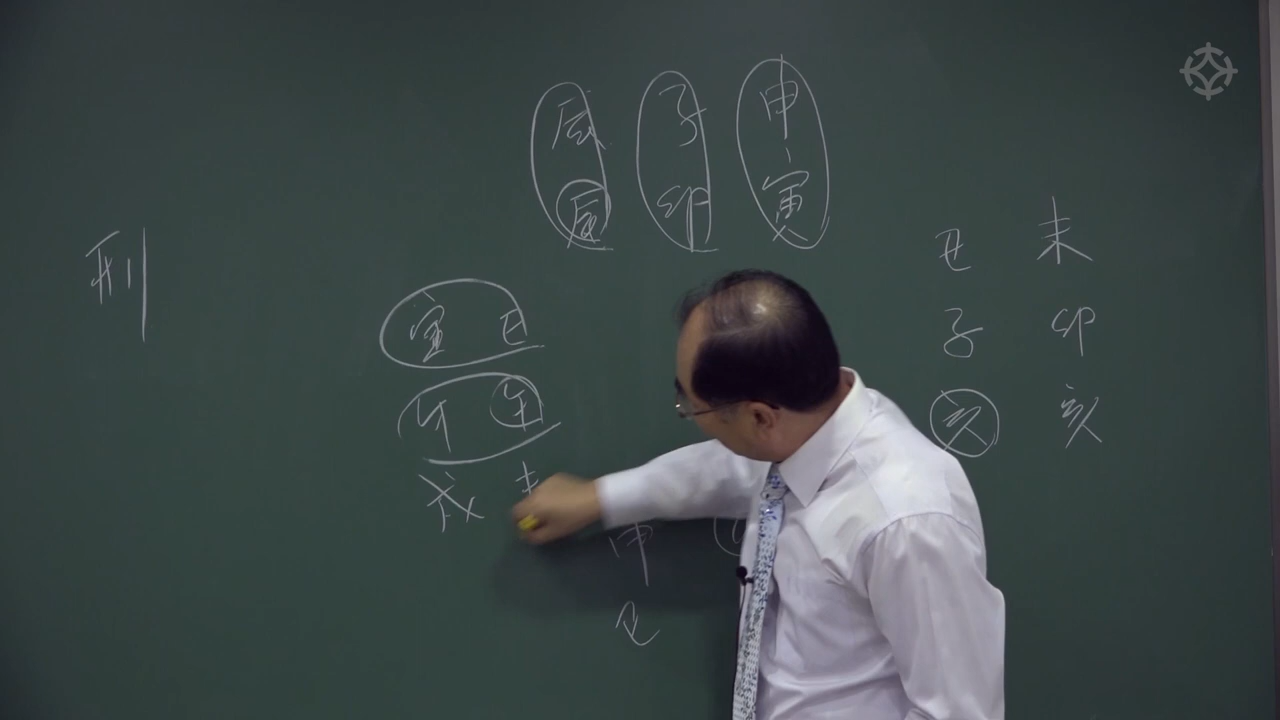 辰 子 申
辰 卯 寅
丑 未
刑
寅 巳
子 卯
午 午
亥 亥
戌 未
申